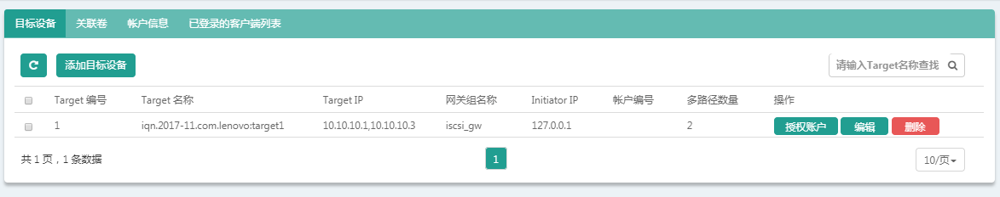 目标设备 关联卷 帐户信息 已登录的客户端列表
添加目标设备 请输入Target名称查找
Target 编号 Target 名称 Target IP 网关组名称 Initiator IP 帐户编号 多路径数量 操作
1 iqn.2017-11.com.lenovo:target1 10.10.10.1,10.10.10.3 iscsi_gw 127.0.0.1 2 授权账户 编辑 删除
共 1 页，1 条数据 1 10/页